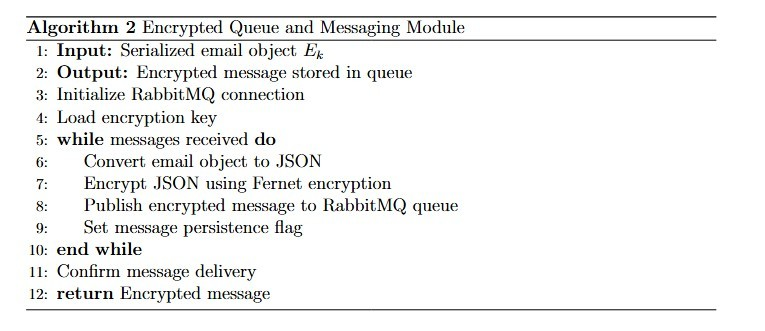 Algorithm 2 Encrypted Queue and Messaging Module
1: Input: Serialized email object Eₖ
2: Output: Encrypted message stored in queue
3: Initialize RabbitMQ connection
4: Load encryption key
5: while messages received do
6: Convert email object to JSON
7: Encrypt JSON using Fernet encryption
8: Publish encrypted message to RabbitMQ queue
9: Set message persistence flag
10: end while
11: Confirm message delivery
12: return Encrypted message